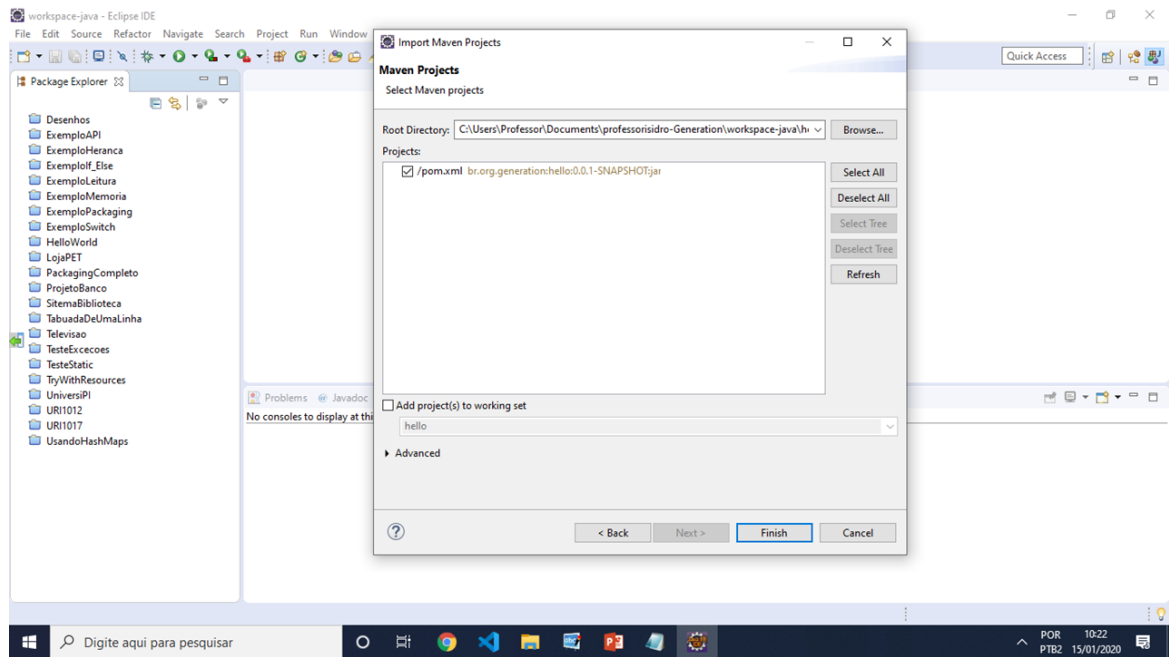 workspace-java - Eclipse IDE
File Edit Source Refactor Navigate Search Project Run Window
Quick Access
Package Explorer
Desenhos
ExemploAPI
ExemploHeranca
ExemploIf_Else
ExemploLeitura
ExemploMemoria
ExemploPackaging
ExemploSwitch
HelloWorld
LojaPET
PackagingCompleto
ProjetoBanco
SitemaBiblioteca
TabuadaDeUmaLinha
Televisao
TesteExcecoes
TesteStatic
TryWithResources
UniversiPI
URI1012
URI1017
UsandoHashMaps
Problems @ Javadoc
No consoles to display at thi
Import Maven Projects
Maven Projects
Select Maven projects
Root Directory: C:\Users\Professor\Documents\professorisidro-Generation\workspace-java\h Browse...
Projects:
/pom.xml br.org.generation:hello:0.0.1-SNAPSHOT:jar
Select All
Deselect All
Select Tree
Deselect Tree
Refresh
Add project(s) to working set
hello
Advanced
? < Back Next > Finish Cancel
Digite aqui para pesquisar
POR 10:22
PTB2 15/01/2020